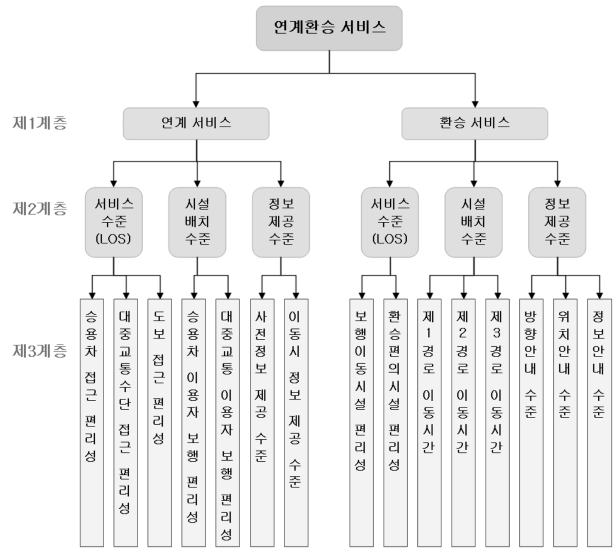 연계환승 서비스
제1계층
연계 서비스
환승 서비스
제2계층
서비스
수준
(LOS)
시설
배치
수준
정보
제공
수준
서비스
수준
(LOS)
시설
배치
수준
정보
제공
수준
제3계층
승용차 접근 편리성
대중교통수단 접근 편리성
도보 접근 편리성
승용차 이용자 보행 편리성
대중교통 이용자 보행 편리성
사전정보 제공 수준
이동시 정보 제공 수준
보행이동시설 편리성
환승편의시설 편리성
제1경로 이동시간
제2경로 이동시간
제3경로 이동시간
방향안내 수준
위치안내 수준
정보안내 수준